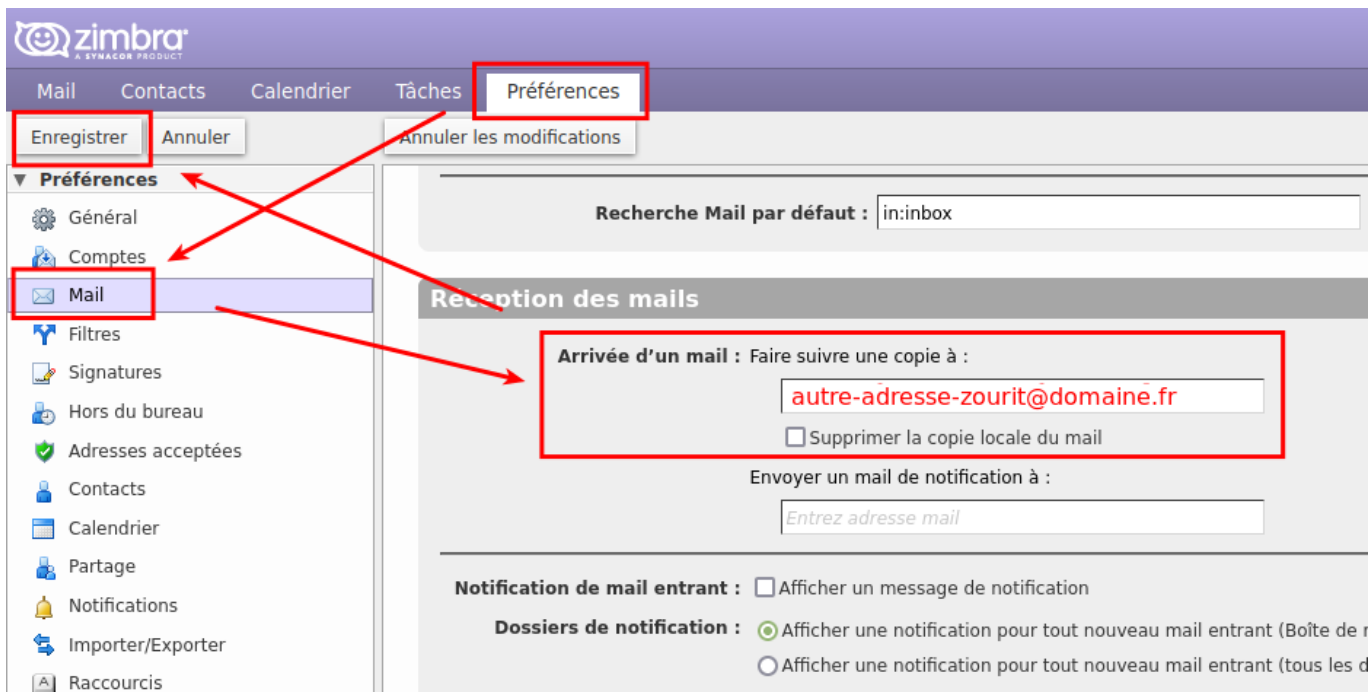 zimbra
A SYNACOR PRODUCT
Mail Contacts Calendrier Tâches Préférences
Enregistrer Annuler Annuler les modifications
Préférences
Général
Comptes
Mail
Filtres
Signatures
Hors du bureau
Adresses acceptées
Contacts
Calendrier
Partage
Notifications
Importer/Exporter
Raccourcis
Recherche Mail par défaut : in:inbox
Réception des mails
Arrivée d’un mail : Faire suivre une copie à :
autre-adresse-zourit@domaine.fr
Supprimer la copie locale du mail
Envoyer un mail de notification à :
Entrez adresse mail
Notification de mail entrant : Afficher un message de notification
Dossiers de notification : Afficher une notification pour tout nouveau mail entrant (Boîte de
Afficher une notification pour tout nouveau mail entrant (tous les